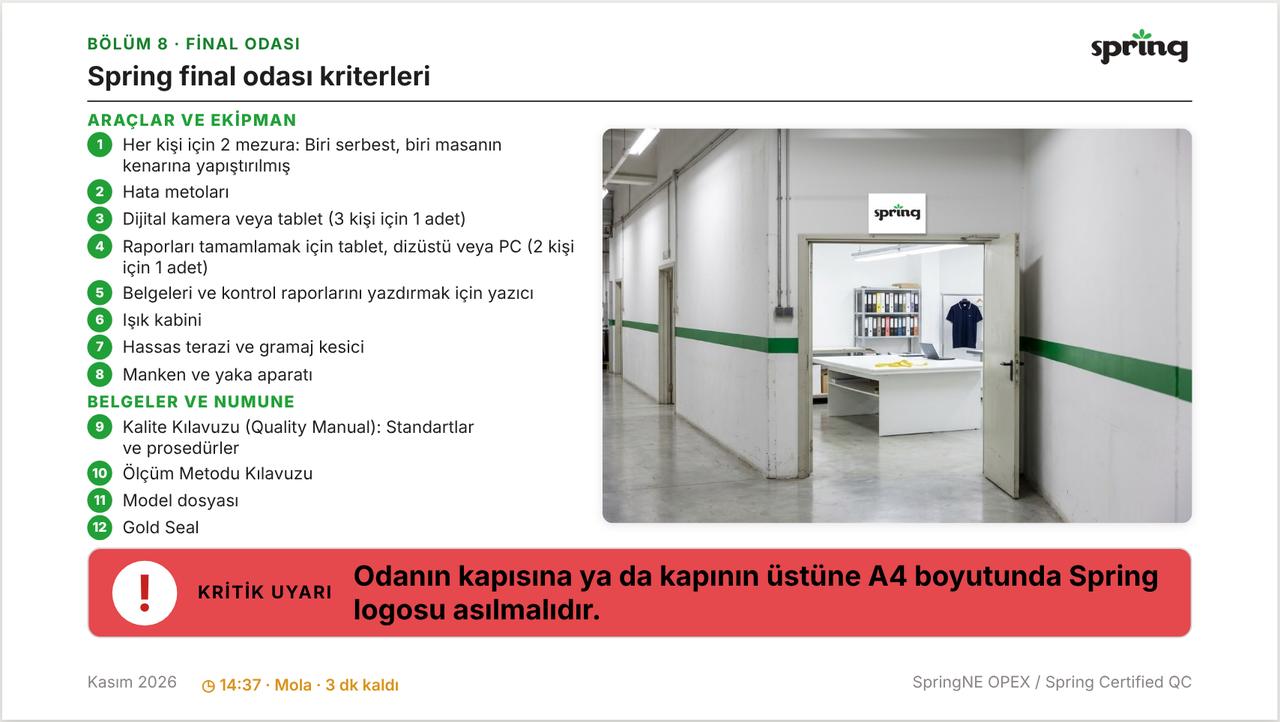 BÖLÜM 8 · FİNAL ODASI
spring
Spring final odası kriterleri
ARAÇLAR VE EKİPMAN
1 Her kişi için 2 mezura: Biri serbest, biri masanın
kenarına yapıştırılmış
2 Hata metoları
3 Dijital kamera veya tablet (3 kişi için 1 adet)
4 Raporları tamamlamak için tablet, dizüstü veya PC (2 kişi
için 1 adet)
5 Belgeleri ve kontrol raporlarını yazdırmak için yazıcı
6 Işık kabini
7 Hassas terazi ve gramaj kesici
8 Manken ve yaka aparatı
BELGELER VE NUMUNE
9 Kalite Kılavuzu (Quality Manual): Standartlar
ve prosedürler
10 Ölçüm Metodu Kılavuzu
11 Model dosyası
12 Gold Seal
spring
! KRİTİK UYARI
Odanın kapısına ya da kapının üstüne A4 boyutunda Spring
logosu asılmalıdır.
Kasım 2026
14:37 · Mola · 3 dk kaldı
SpringNE OPEX / Spring Certified QC